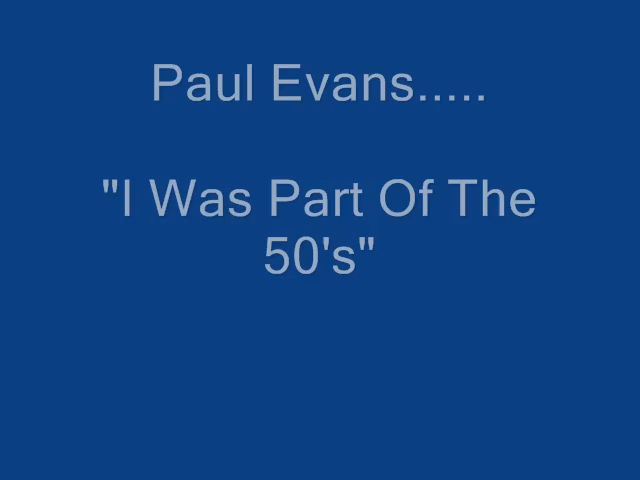 Paul Evans.....
"I Was Part Of The
50's"